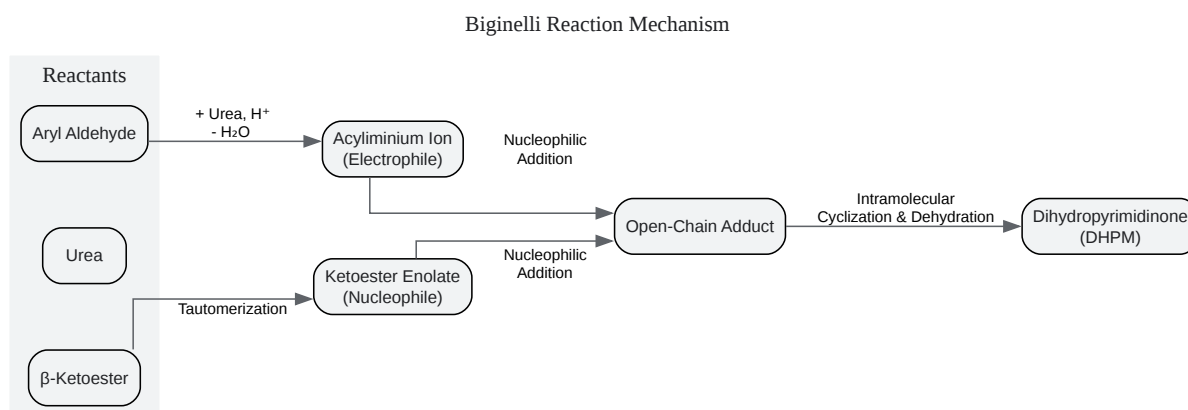 Biginelli Reaction Mechanism
Reactants
Aryl Aldehyde
+ Urea, H⁺
- H₂O
Acyliminium Ion
(Electrophile)
Nucleophilic
Addition
Intramolecular
Cyclization & Dehydration
Open-Chain Adduct
Dihydropyrimidinone
(DHPM)
Urea
Ketoester Enolate
(Nucleophile)
Nucleophilic
Addition
Tautomerization
β-Ketoester